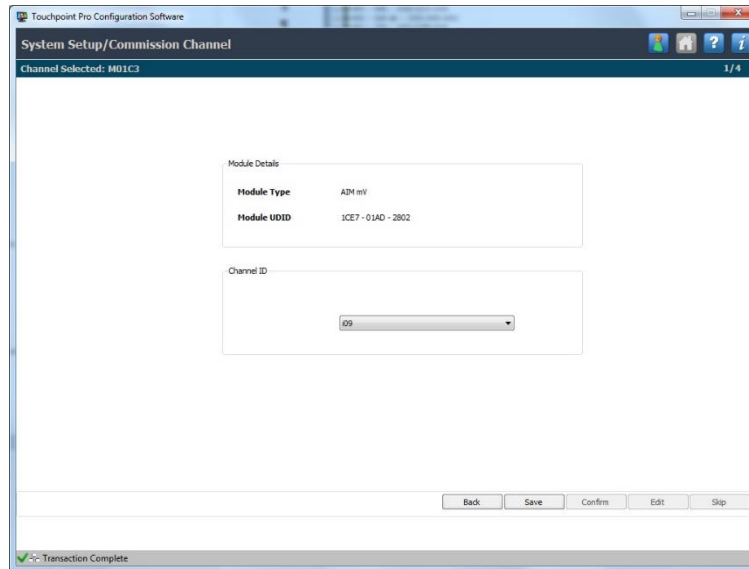 Touchpoint Pro Configuration Software
System Setup/Commission Channel
Channel Selected: M01C3 1/4
Module Details
Module Type AIM mV
Module UDID 1CE7 - 01AD - 2802
Channel ID
i09
Back Save Confirm Edit Skip
Transaction Complete